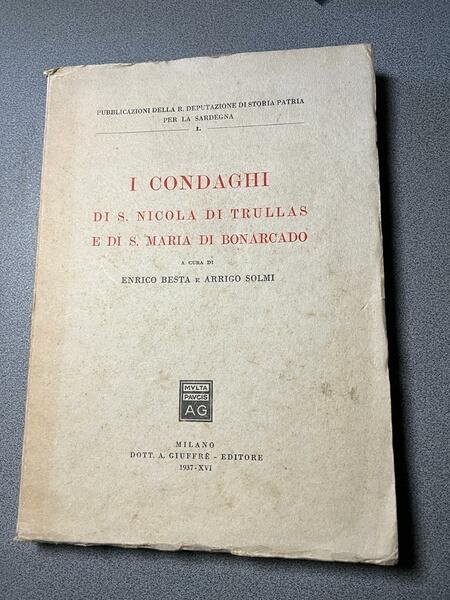 PUBBLICAZIONI DELLA R. DEPUTAZIONE DI STORIA PATRIA
PER LA SARDEGNA
I.
I CONDAGHI
DI S. NICOLA DI TRULLAS
E DI S. MARIA DI BONARCADO
A CURA DI
ENRICO BESTA E ARRIGO SOLMI
MVLTA
PAVCIS
AG
MILANO
DOTT. A. GIUFFRÈ - EDITORE
1937-XVI